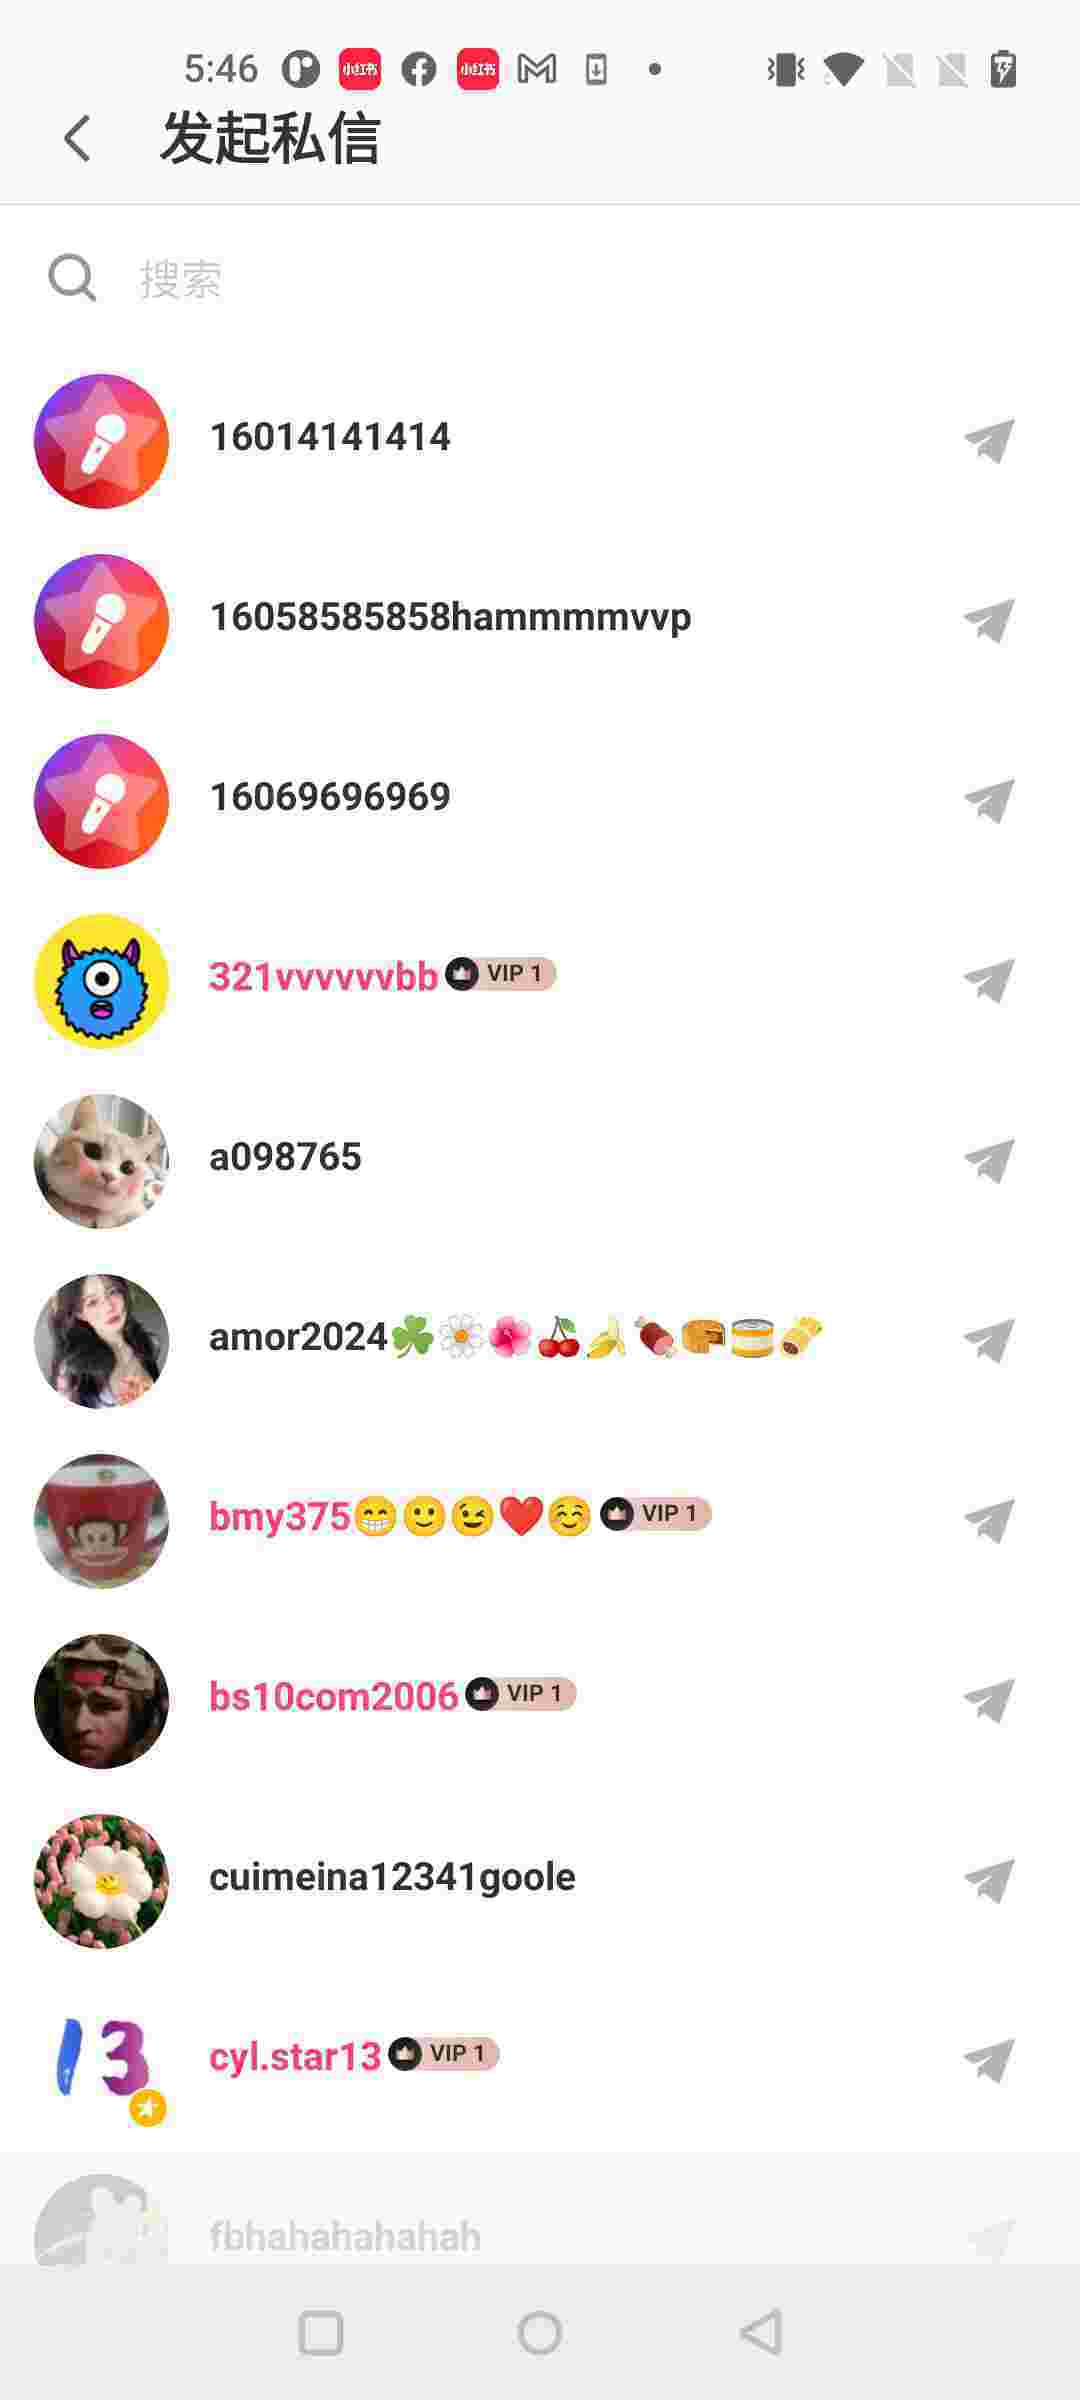 5:46
小红书
小红书
发起私信
搜索
16014141414
16058585858hammmmvvp
16069696969
321vvvvvvbb VIP 1
a098765
amor2024☘️🌼🌺🍒🍌🍖🥮🥫🌯
bmy375😁🙂😉❤️☺️ VIP 1
bs10com2006 VIP 1
cuimeina12341goole
13
cyl.star13 VIP 1
fbhahahahahah